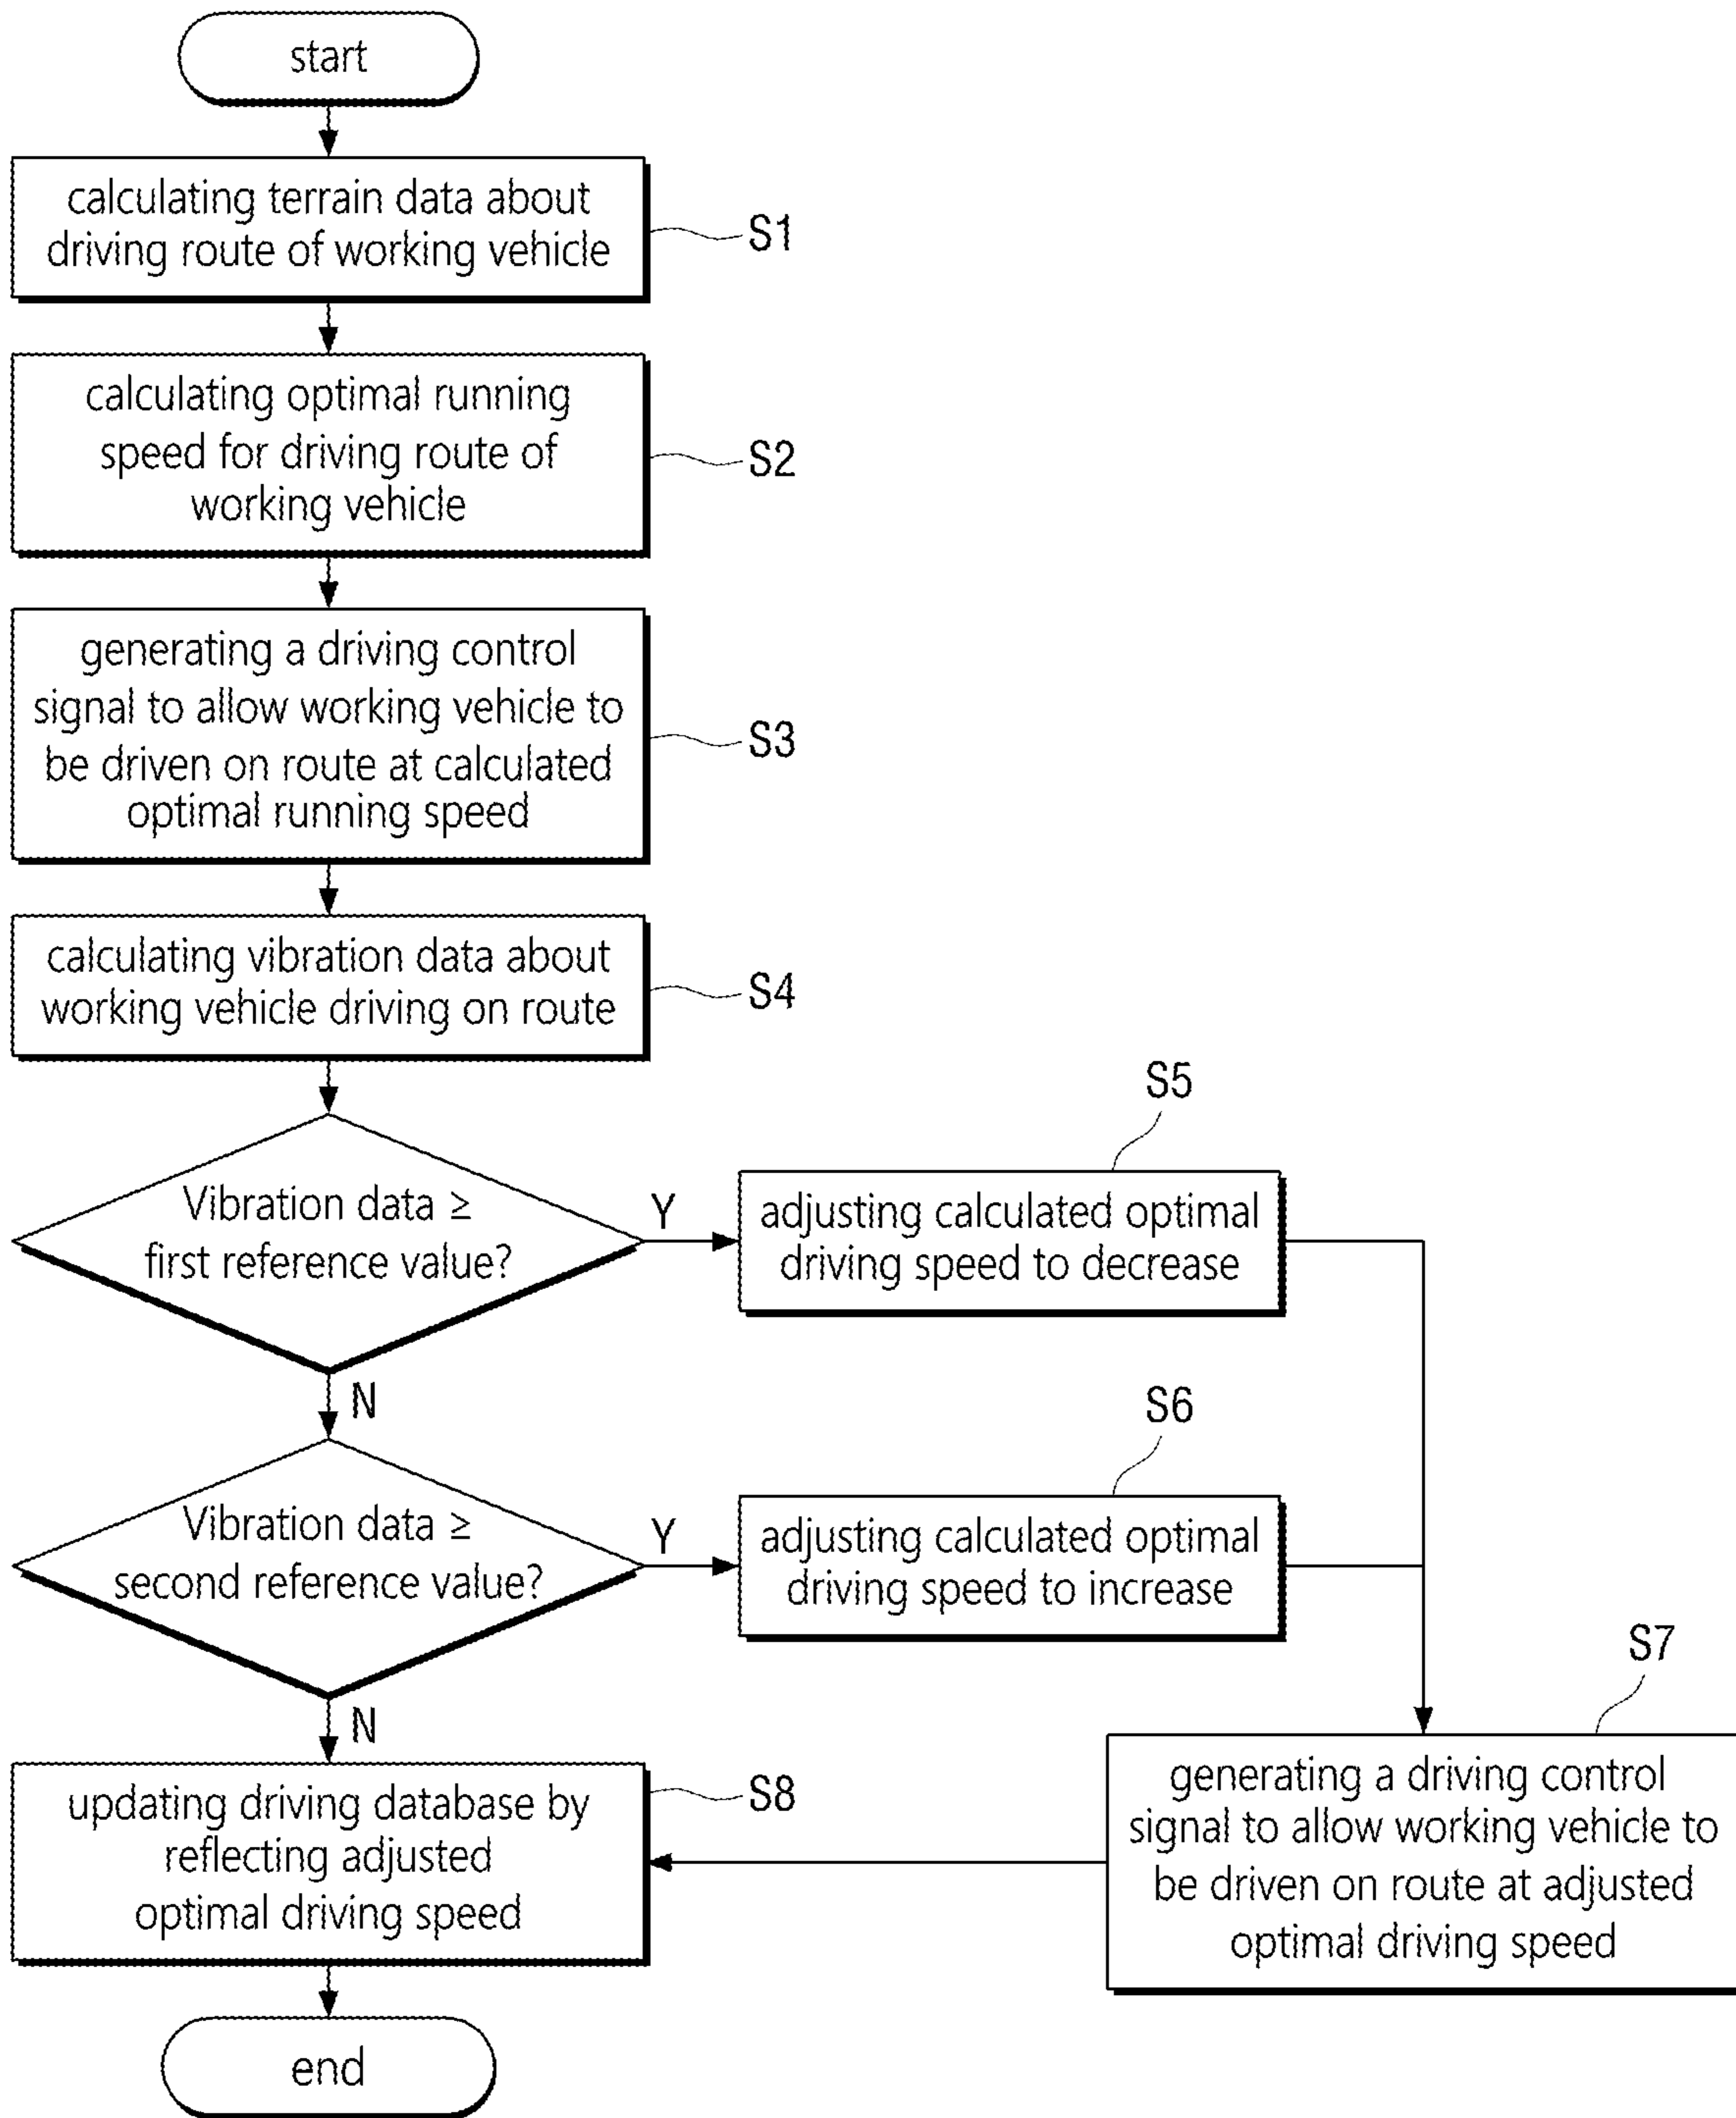 start
calculating terrain data about
driving route of working vehicle
S1
calculating optimal running
speed for driving route of
working vehicle
S2
generating a driving control
signal to allow working vehicle to
be driven on route at calculated
optimal running speed
S3
calculating vibration data about
working vehicle driving on route
S4
Vibration data ≥
first reference value?
Y
N
S5
adjusting calculated optimal
driving speed to decrease
Vibration data ≥
second reference value?
Y
N
S6
adjusting calculated optimal
driving speed to increase
S7
generating a driving control
signal to allow working vehicle to
be driven on route at adjusted
optimal driving speed
updating driving database by
reflecting adjusted
optimal driving speed
S8
end